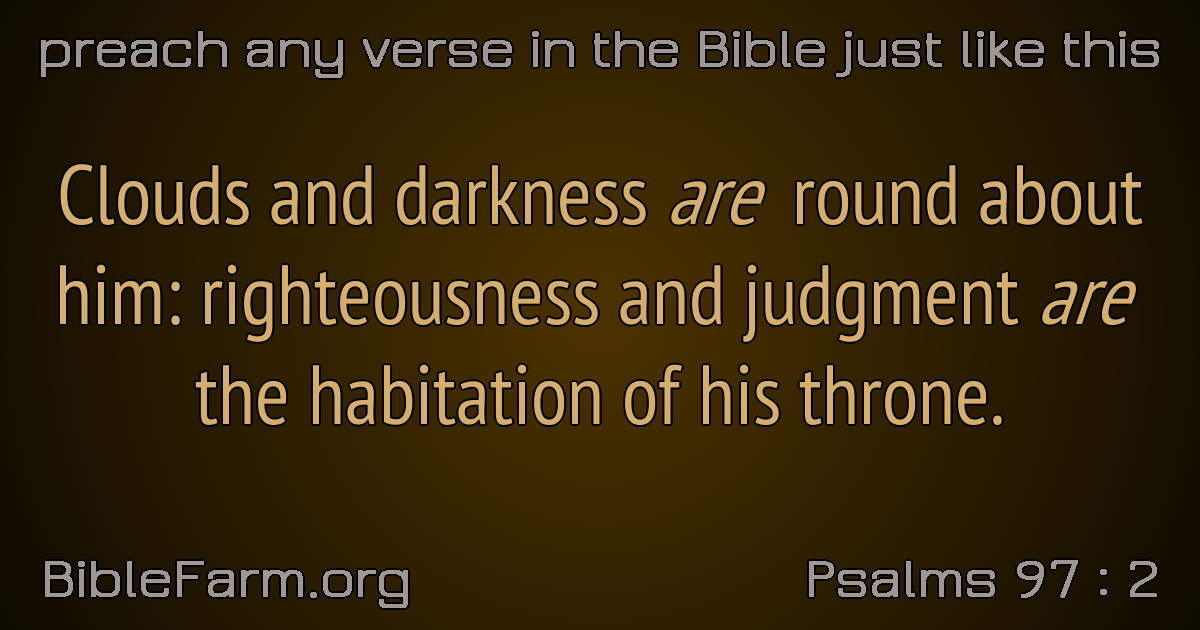 preach any verse in the Bible just like this
Clouds and darkness are round about
him: righteousness and judgment are
the habitation of his throne.
BibleFarm.org
Psalms 97 : 2